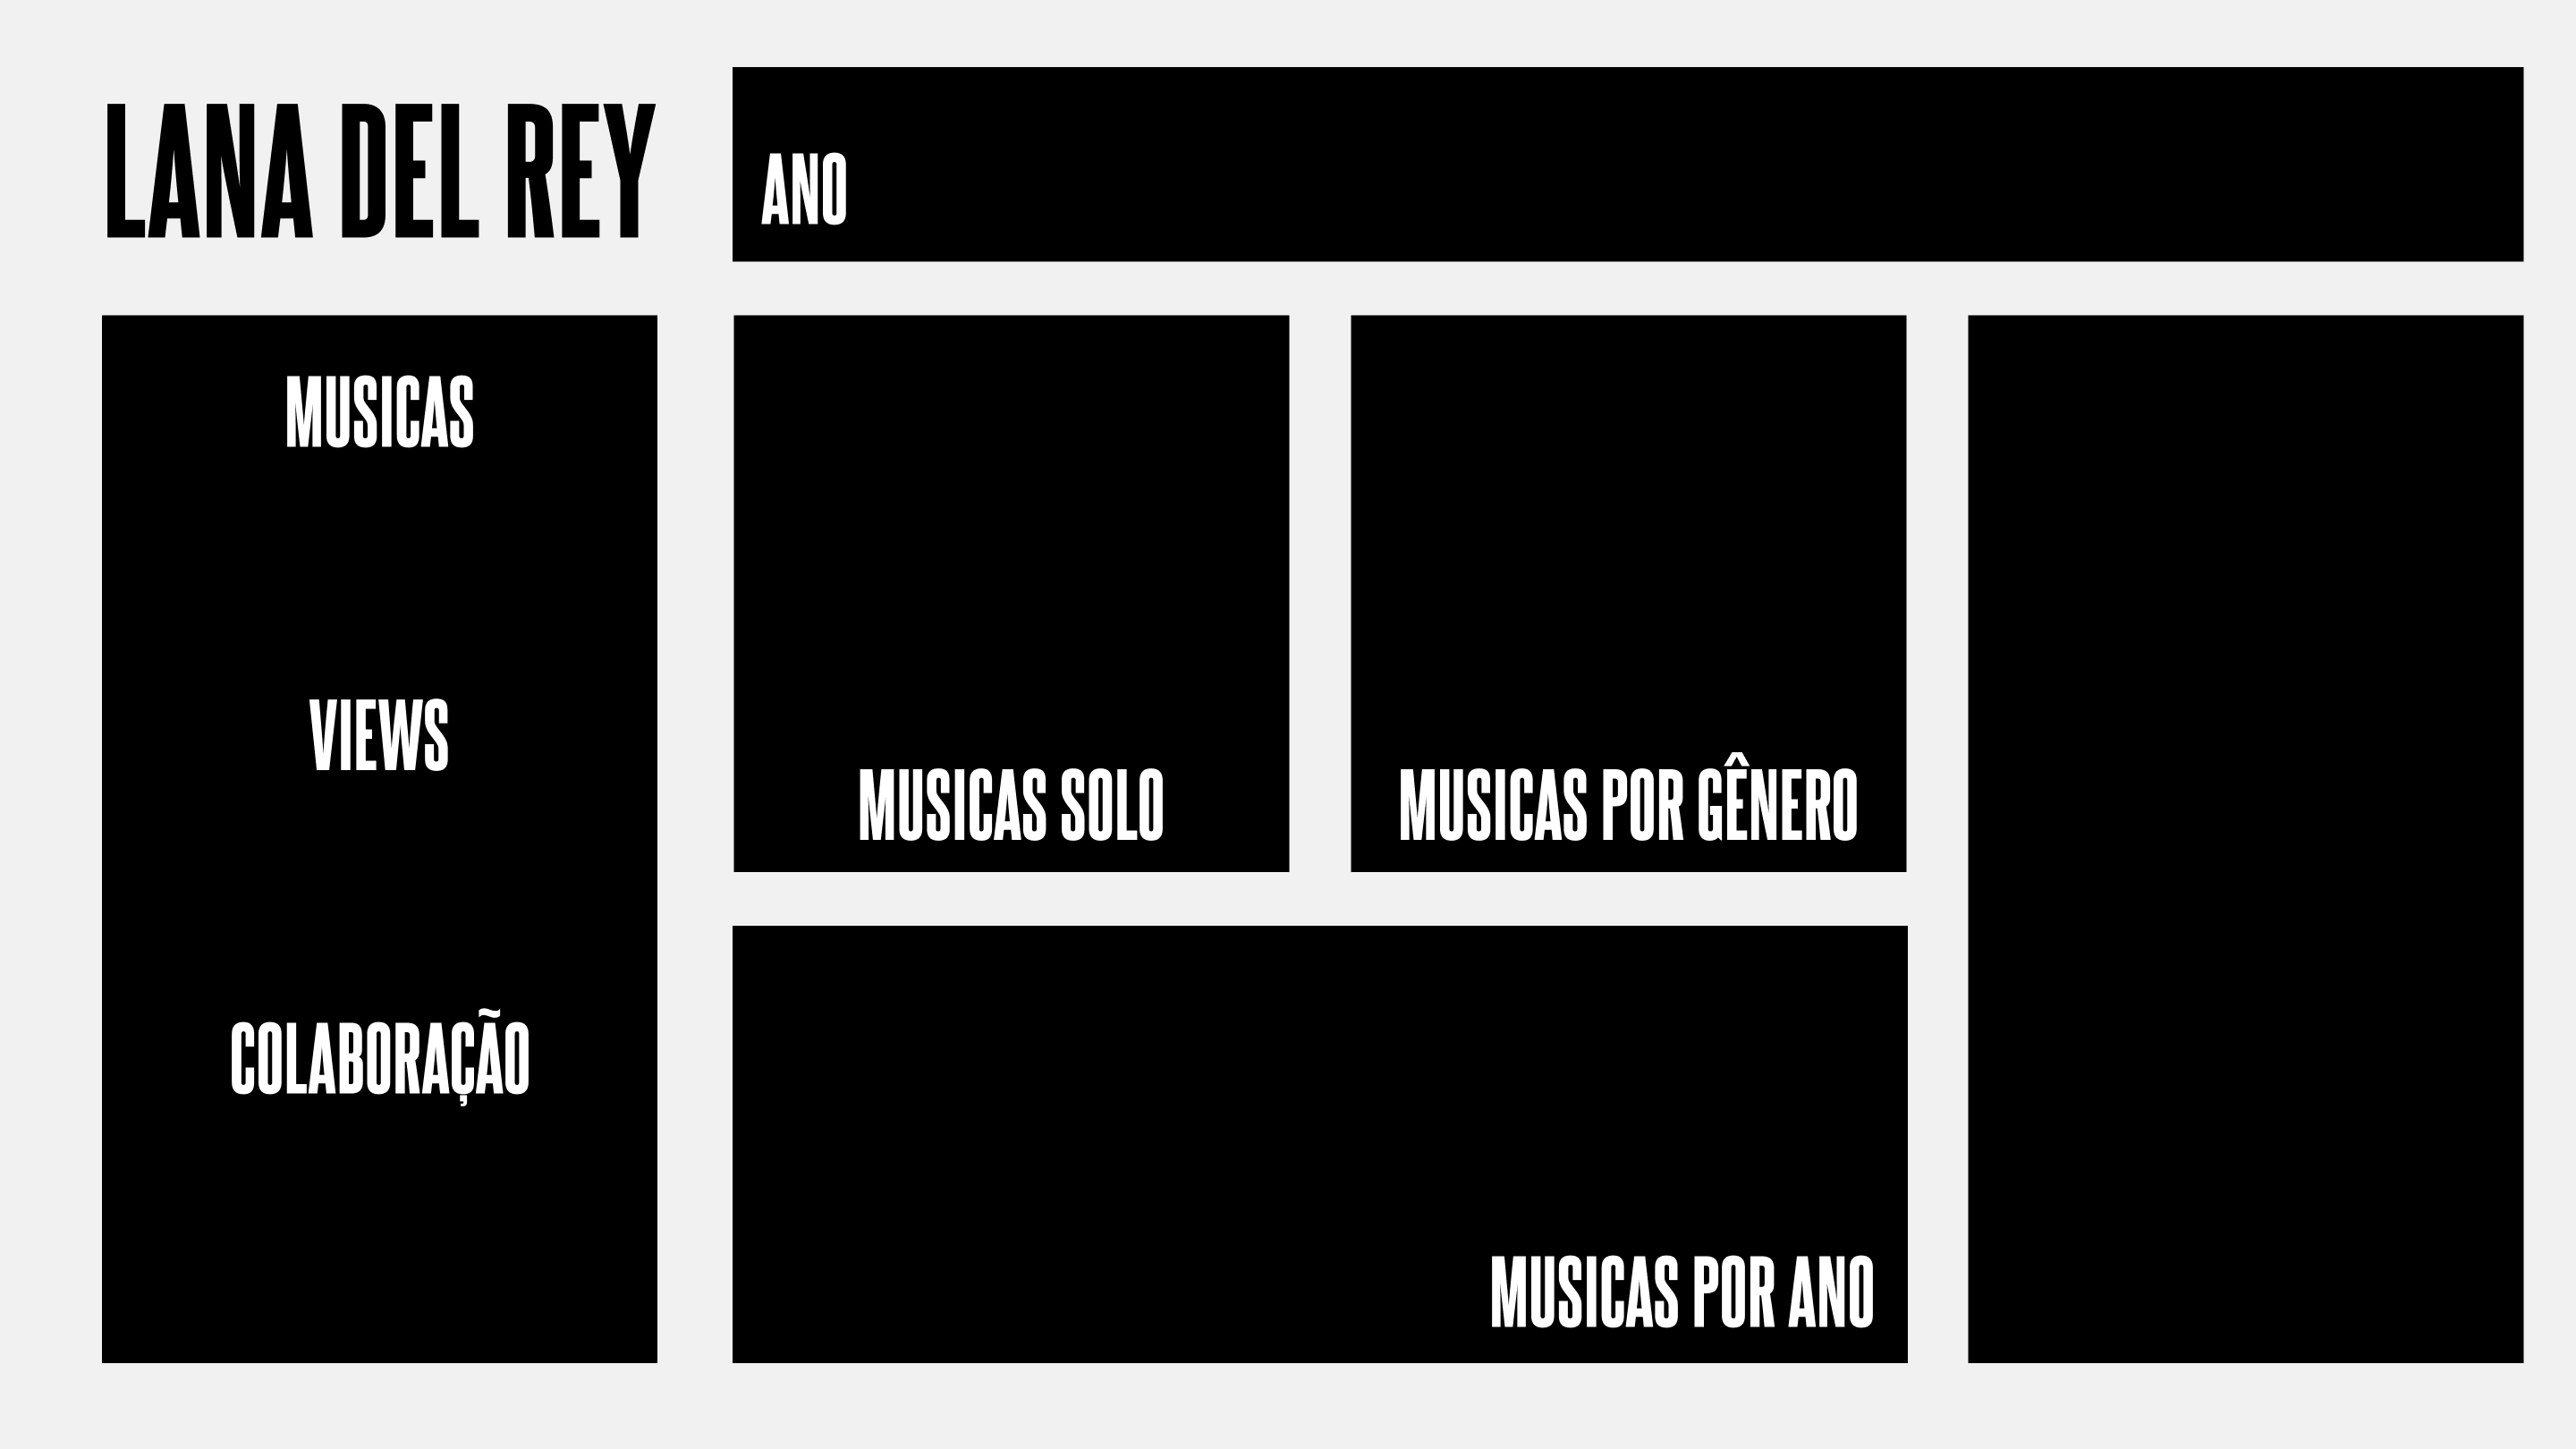 LANA DEL REY
ANO
MUSICAS
VIEWS
COLABORAÇÃO
MUSICAS SOLO
MUSICAS POR GÊNERO
MUSICAS POR ANO